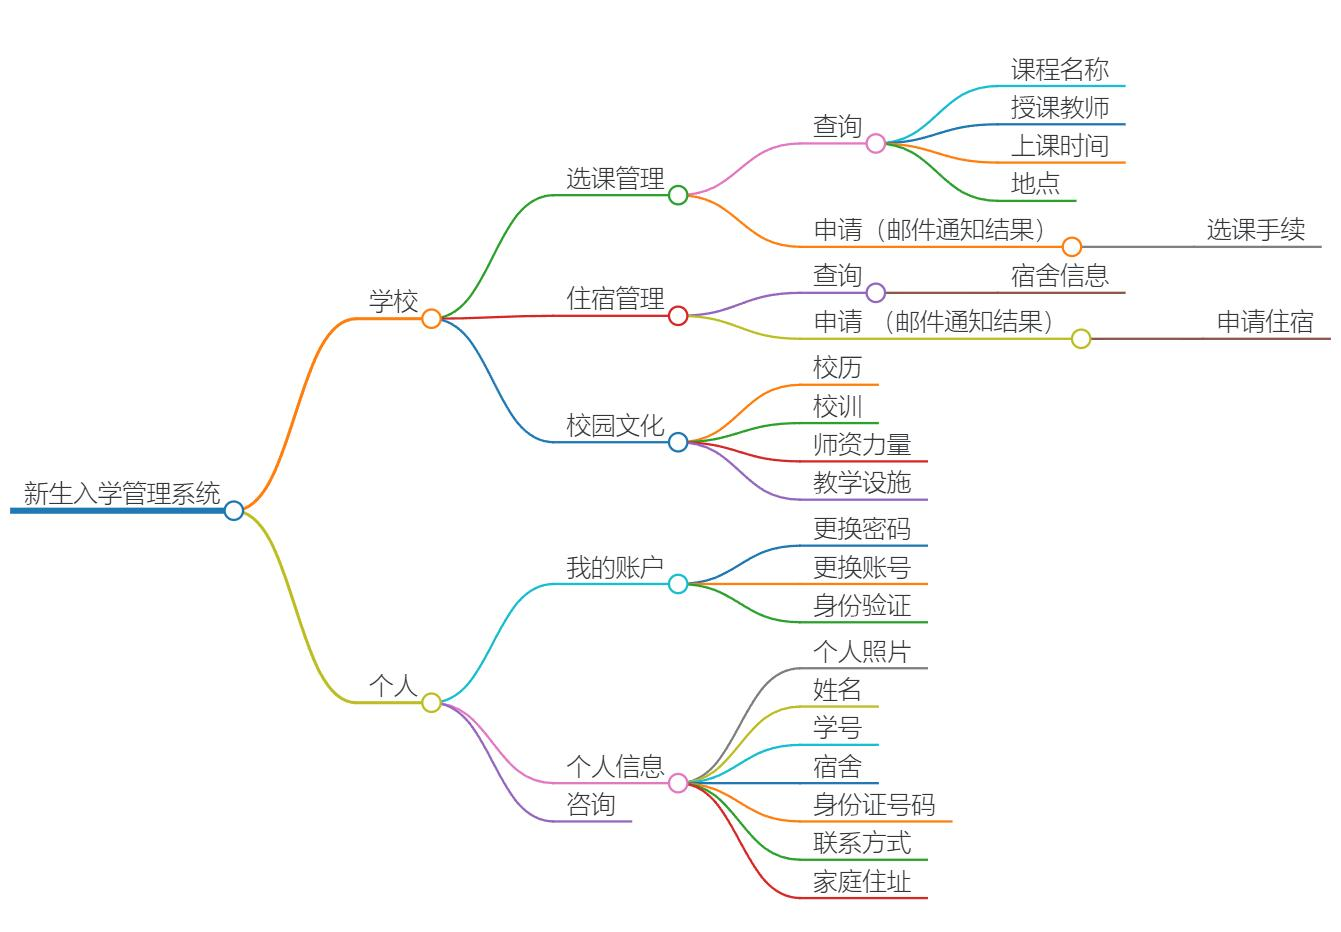 课程名称
授课教师
查询
上课时间
选课管理
地点
申请（邮件通知结果）
选课手续
查询
宿舍信息
学校
住宿管理
申请 （邮件通知结果）
申请住宿
校历
校训
校园文化
师资力量
教学设施
新生入学管理系统
更换密码
我的账户
更换账号
身份验证
个人照片
个人
姓名
学号
个人信息
宿舍
咨询
身份证号码
联系方式
家庭住址